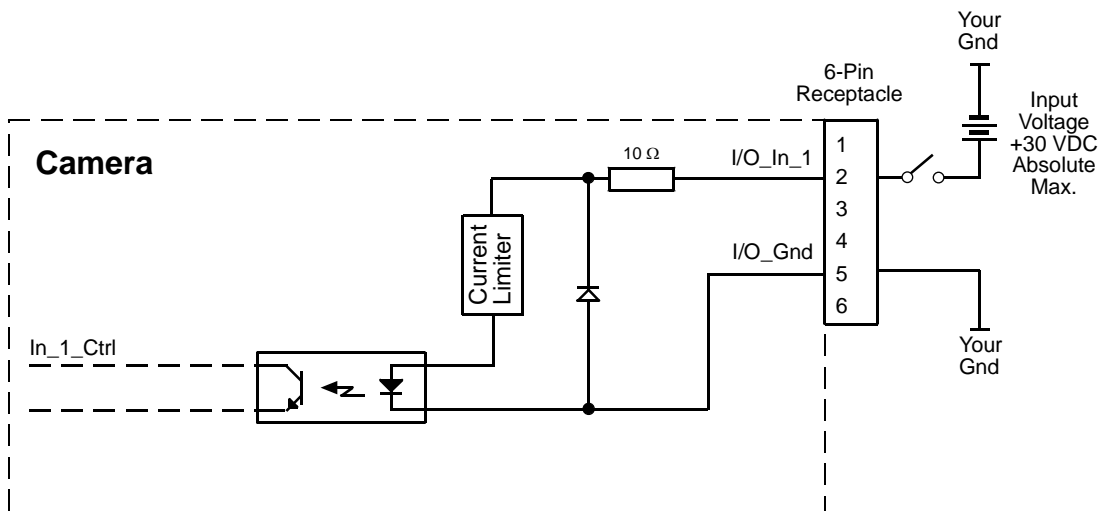 Your
Gnd
6-Pin
Receptacle
Input
Voltage
+30 VDC
Absolute
Max.
Camera
10 Ω
I/O_In_1
1
2
3
4
5
6
Current
Limiter
I/O_Gnd
In_1_Ctrl
Your
Gnd